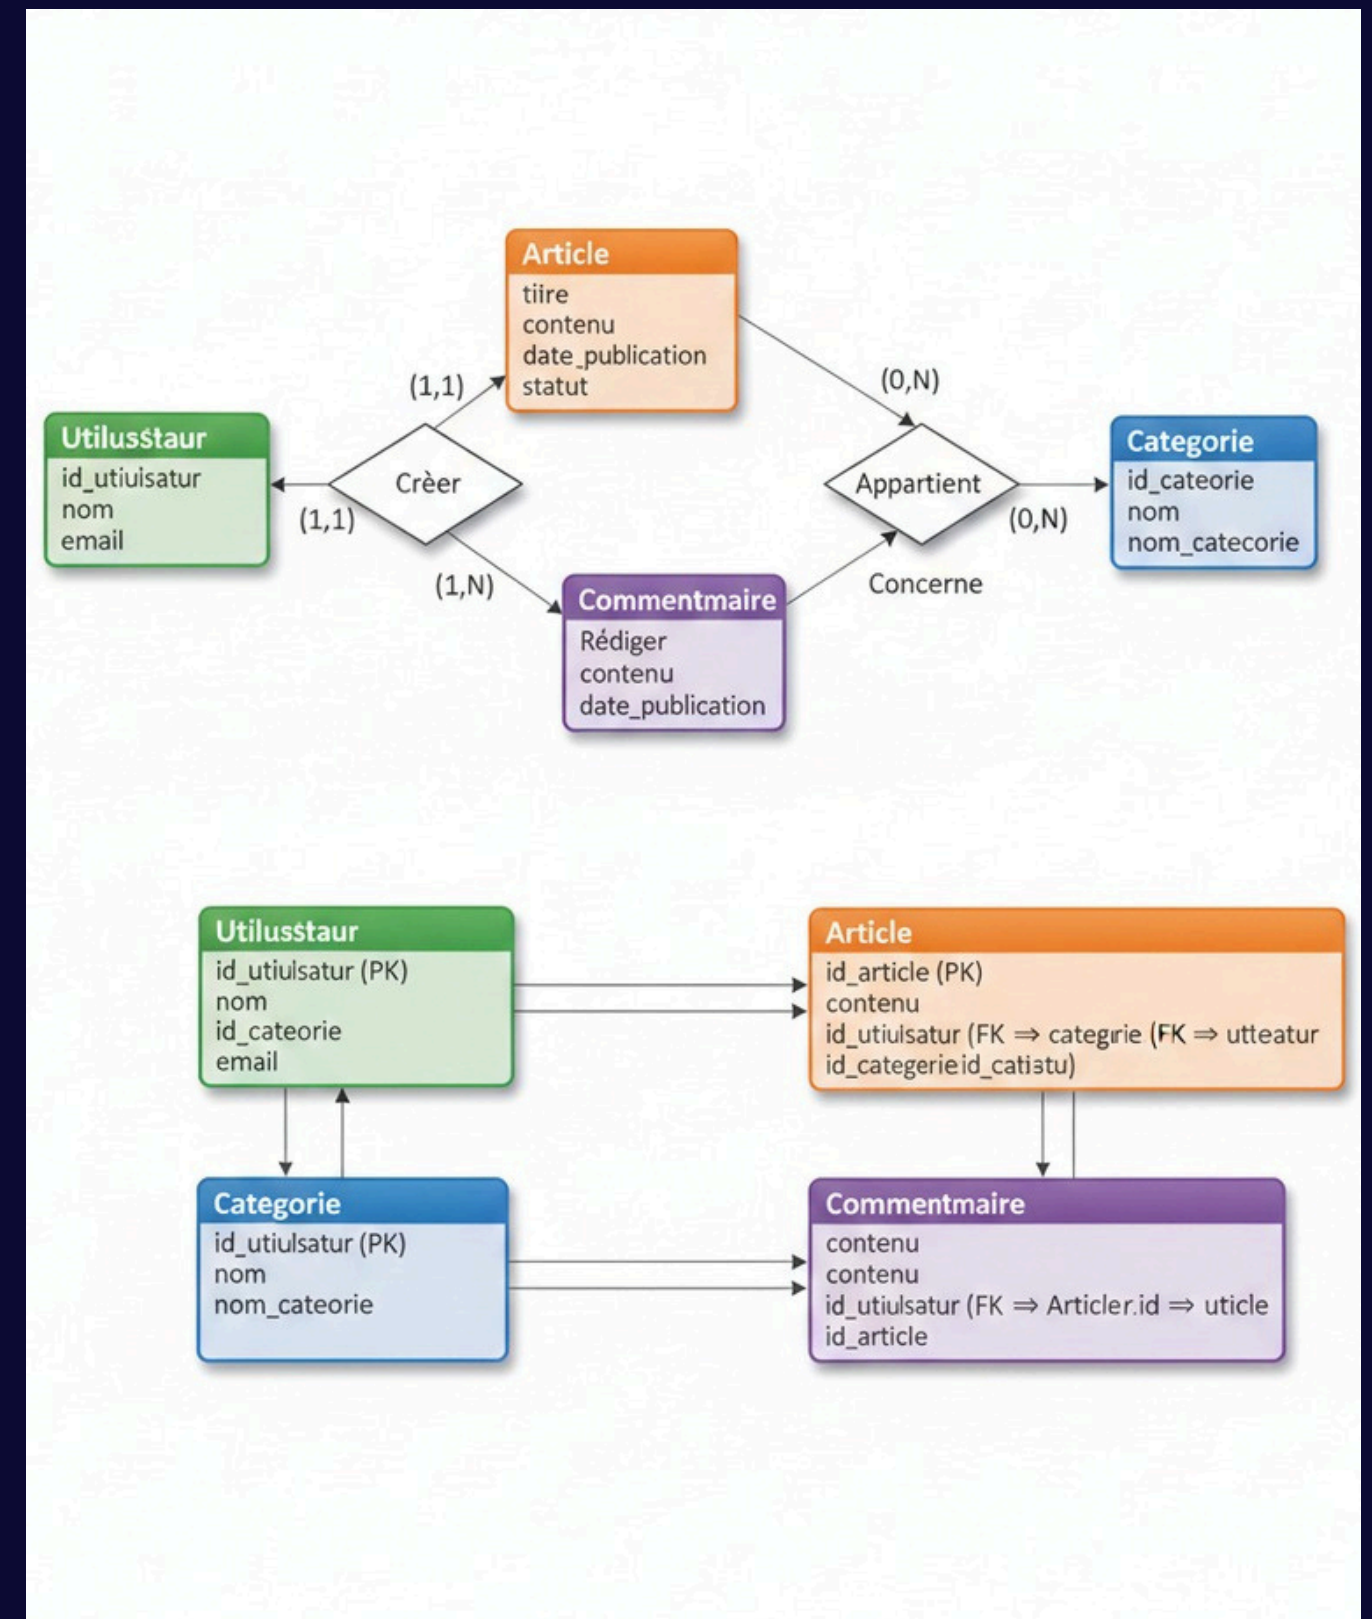 Article
tiire
contenu
date_publication
statut
(1,1)
(0,N)
Utilusstaur
id_utiulsatur
nom
email
(1,1)
Crèer
(1,N)
Appartient
(0,N)
Concerne
Categorie
id_cateorie
nom
nom_catecorie
Commentmaire
Rédiger
contenu
date_publication
Utilusstaur
id_utiulsatur (PK)
nom
id_cateorie
email
Article
id_article (PK)
contenu
id_utiulsatur (FK ⇒ categrie (FK ⇒ utteatur
id_categerie id_catistu)
Categorie
id_utiulsatur (PK)
nom
nom_cateorie
Commentmaire
contenu
contenu
id_utiulsatur (FK ⇒ Articler.id ⇒ uticle
id_article